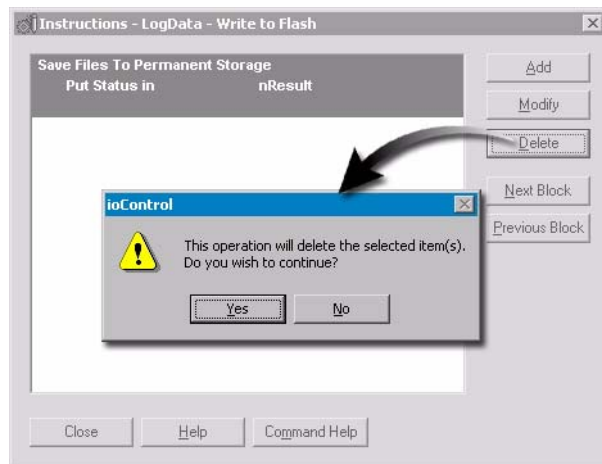 Instructions - LogData - Write to Flash
Save Files To Permanent Storage
Put Status in nResult
Add
Modify
Delete
Next Block
Previous Block
ioControl
This operation will delete the selected item(s).
Do you wish to continue?
Yes No
Close Help Command Help